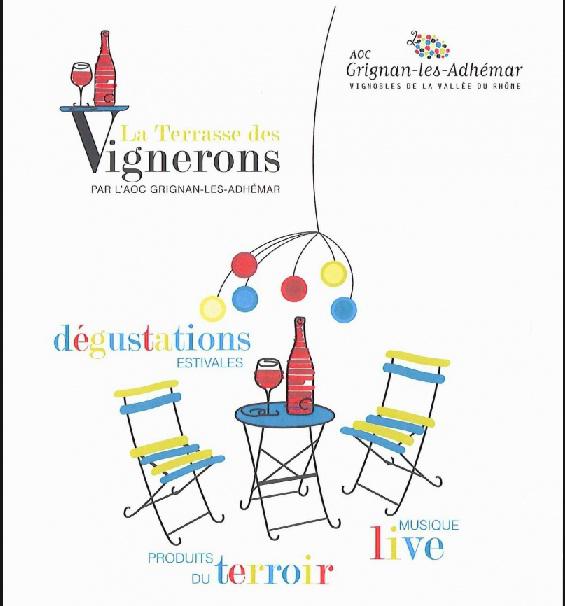 AOC
Grignan-les-Adhémar
VIGNOBLES DE LA VALLÉE DU RHÔNE
La Terrasse des
Vignerons
PAR L'AOC GRIGNAN-LES-ADHÉMAR
dégustations
ESTIVALES
MUSIQUE
live
PRODUITS
DU terroir